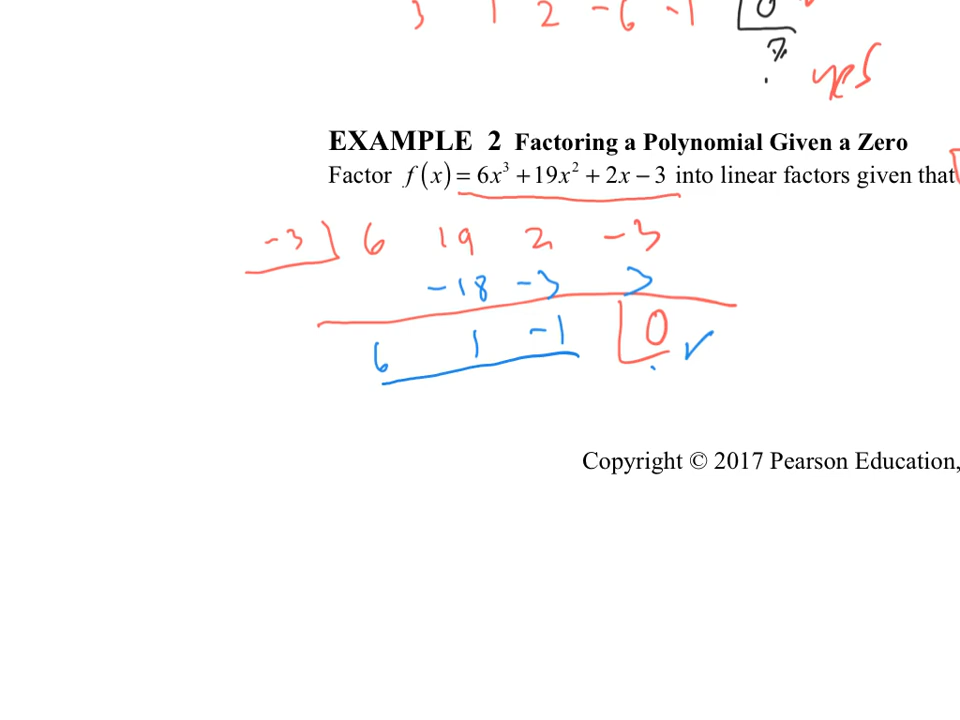 3 1 2 -6 -1 0
?
yes
EXAMPLE 2 Factoring a Polynomial Given a Zero
Factor f(x) = 6x³ + 19x² + 2x − 3 into linear factors given that
-3 6 19 2 -3
-18 -3 3
6 1 -1 0 ✓
Copyright © 2017 Pearson Education,